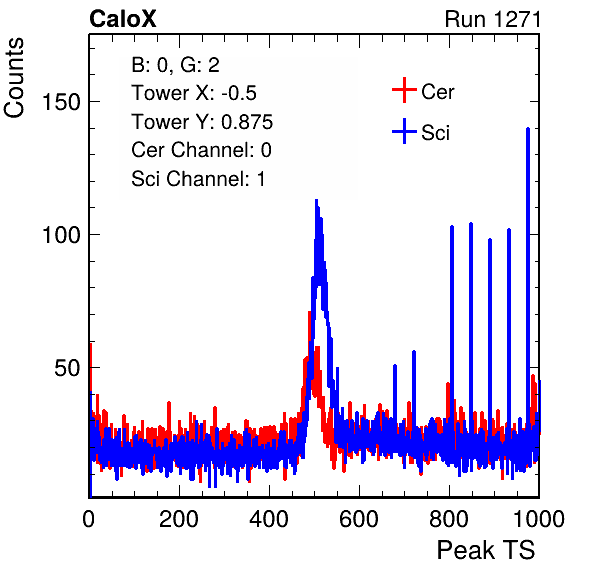 CaloX Run 1271
Counts
B: 0, G: 2
Tower X: -0.5
Tower Y: 0.875
Cer Channel: 0
Sci Channel: 1
Cer
Sci
150
100
50
0 200 400 600 800 1000
Peak TS